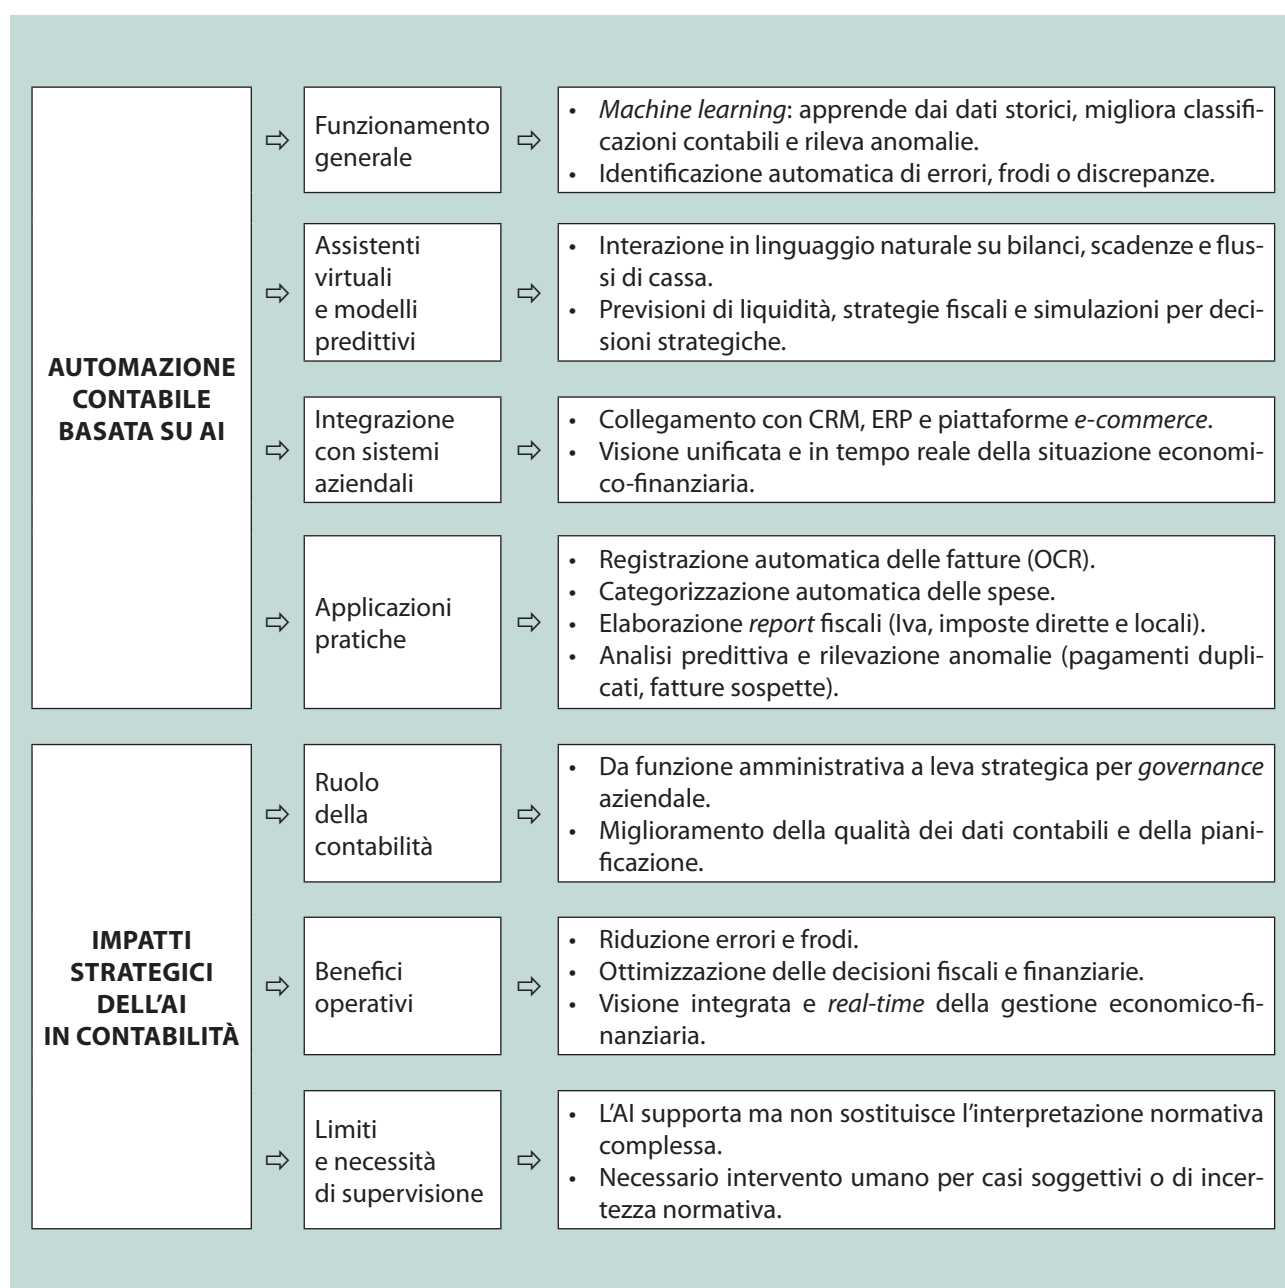 AUTOMAZIONE
CONTABILE
BASATA SU AI
⇨
Funzionamento
generale
⇨
• Machine learning: apprende dai dati storici, migliora classifi-
cazioni contabili e rileva anomalie.
• Identificazione automatica di errori, frodi o discrepanze.
⇨
Assistenti
virtuali
e modelli
predittivi
⇨
• Interazione in linguaggio naturale su bilanci, scadenze e flus-
si di cassa.
• Previsioni di liquidità, strategie fiscali e simulazioni per deci-
sioni strategiche.
⇨
Integrazione
con sistemi
aziendali
⇨
• Collegamento con CRM, ERP e piattaforme e-commerce.
• Visione unificata e in tempo reale della situazione economi-
co-finanziaria.
⇨
Applicazioni
pratiche
⇨
• Registrazione automatica delle fatture (OCR).
• Categorizzazione automatica delle spese.
• Elaborazione report fiscali (Iva, imposte dirette e locali).
• Analisi predittiva e rilevazione anomalie (pagamenti dupli-
cati, fatture sospette).
IMPATTI
STRATEGICI
DELL’AI
IN CONTABILITÀ
⇨
Ruolo
della
contabilità
⇨
• Da funzione amministrativa a leva strategica per governance
aziendale.
• Miglioramento della qualità dei dati contabili e della piani-
ficazione.
⇨
Benefici
operativi
⇨
• Riduzione errori e frodi.
• Ottimizzazione delle decisioni fiscali e finanziarie.
• Visione integrata e real-time della gestione economico-fi-
nanziaria.
⇨
Limiti
e necessità
di supervisione
⇨
• L’AI supporta ma non sostituisce l’interpretazione normativa
complessa.
• Necessario intervento umano per casi soggettivi o di incer-
tezza normativa.